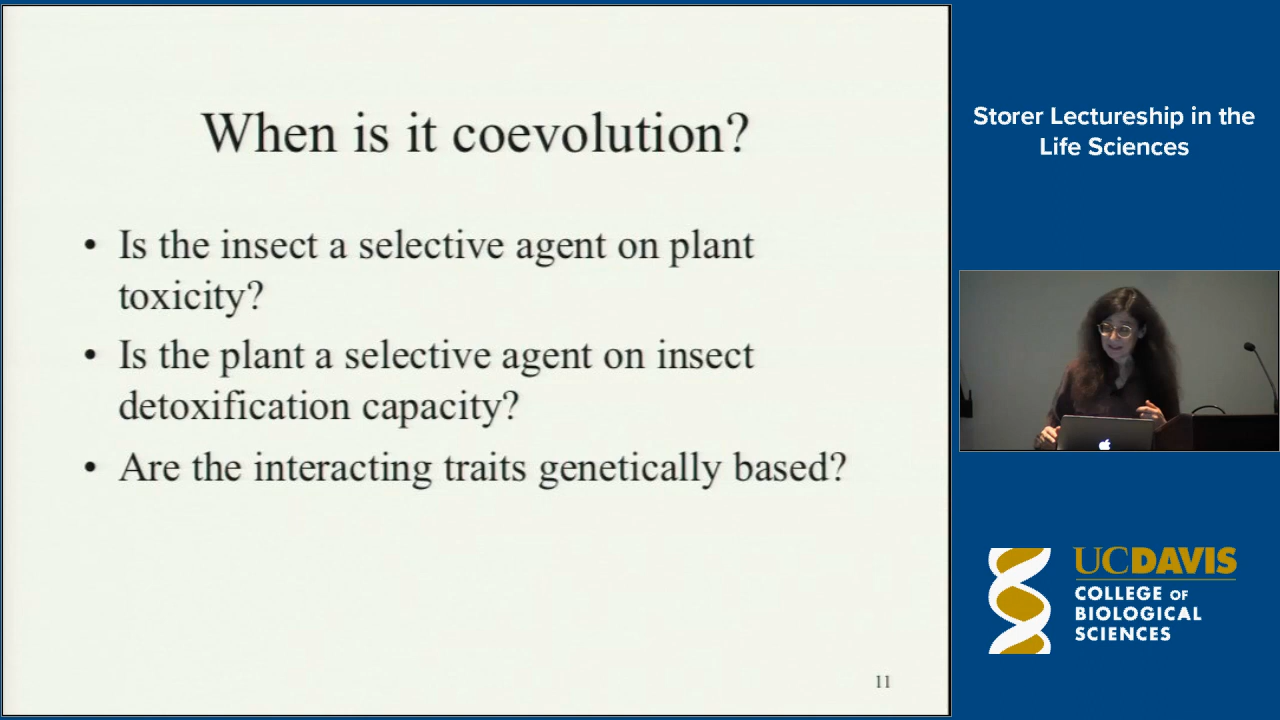 When is it coevolution?
• Is the insect a selective agent on plant
toxicity?
• Is the plant a selective agent on insect
detoxification capacity?
• Are the interacting traits genetically based?
11
Storer Lectureship in the
Life Sciences
UCDAVIS
COLLEGE OF
BIOLOGICAL
SCIENCES